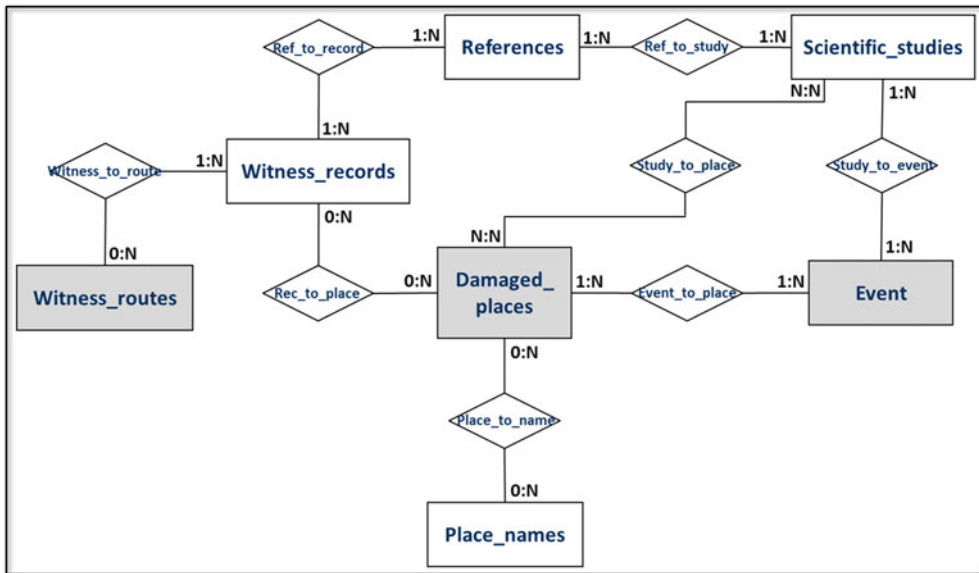 1:N
References
1:N
1:N
Scientific_studies
Ref_to_record
Ref_to_study
N:N
1:N
1:N
1:N
Witness_to_route
Witness_records
Study_to_place
Study_to_event
0:N
0:N
N:N
1:N
Witness_routes
Rec_to_place
0:N
Damaged_
places
1:N
Event_to_place
1:N
Event
0:N
Place_to_name
0:N
Place_names